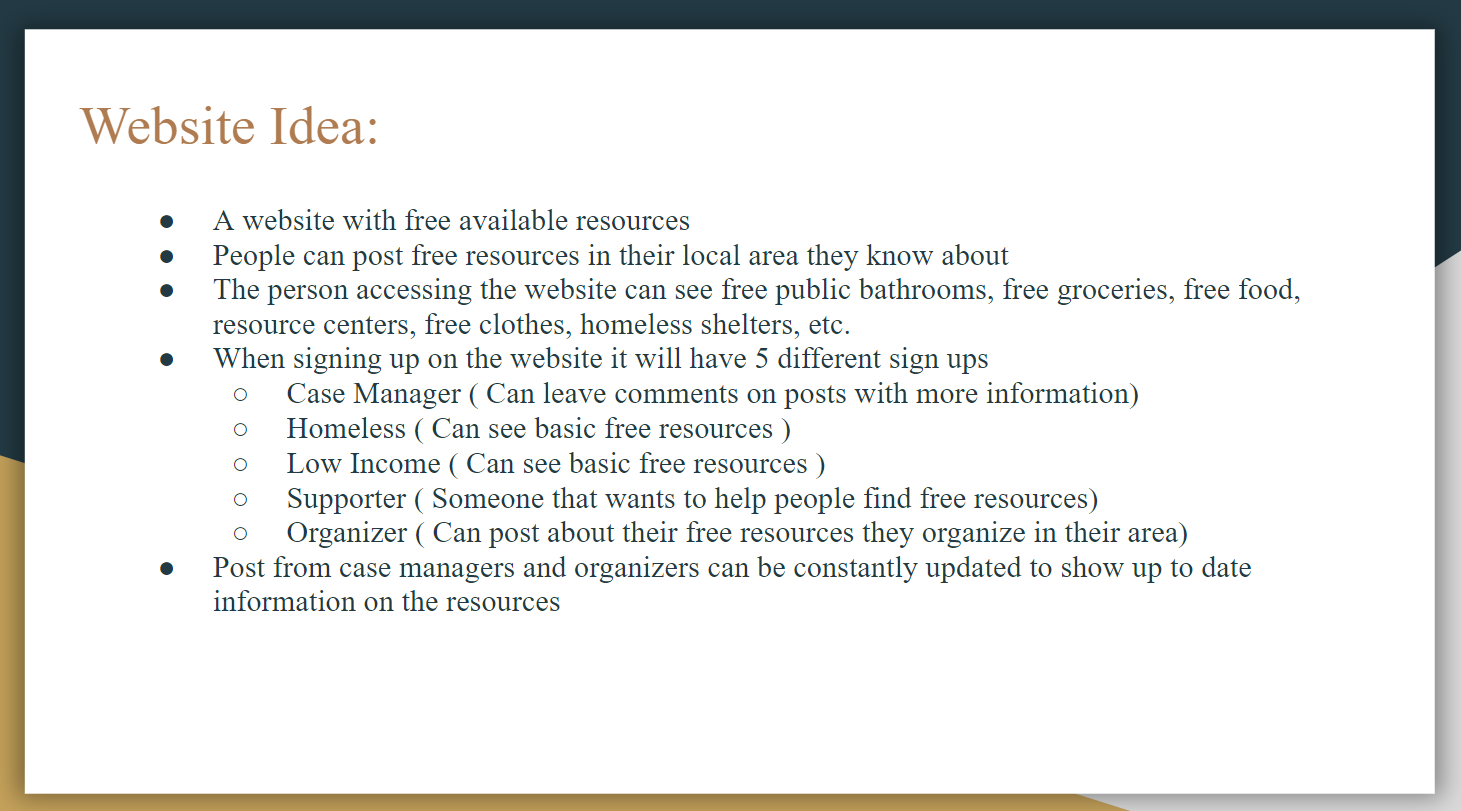 Website Idea:
● A website with free available resources
● People can post free resources in their local area they know about
● The person accessing the website can see free public bathrooms, free groceries, free food,
resource centers, free clothes, homeless shelters, etc.
● When signing up on the website it will have 5 different sign ups
○ Case Manager ( Can leave comments on posts with more information)
○ Homeless ( Can see basic free resources )
○ Low Income ( Can see basic free resources )
○ Supporter ( Someone that wants to help people find free resources)
○ Organizer ( Can post about their free resources they organize in their area)
● Post from case managers and organizers can be constantly updated to show up to date
information on the resources